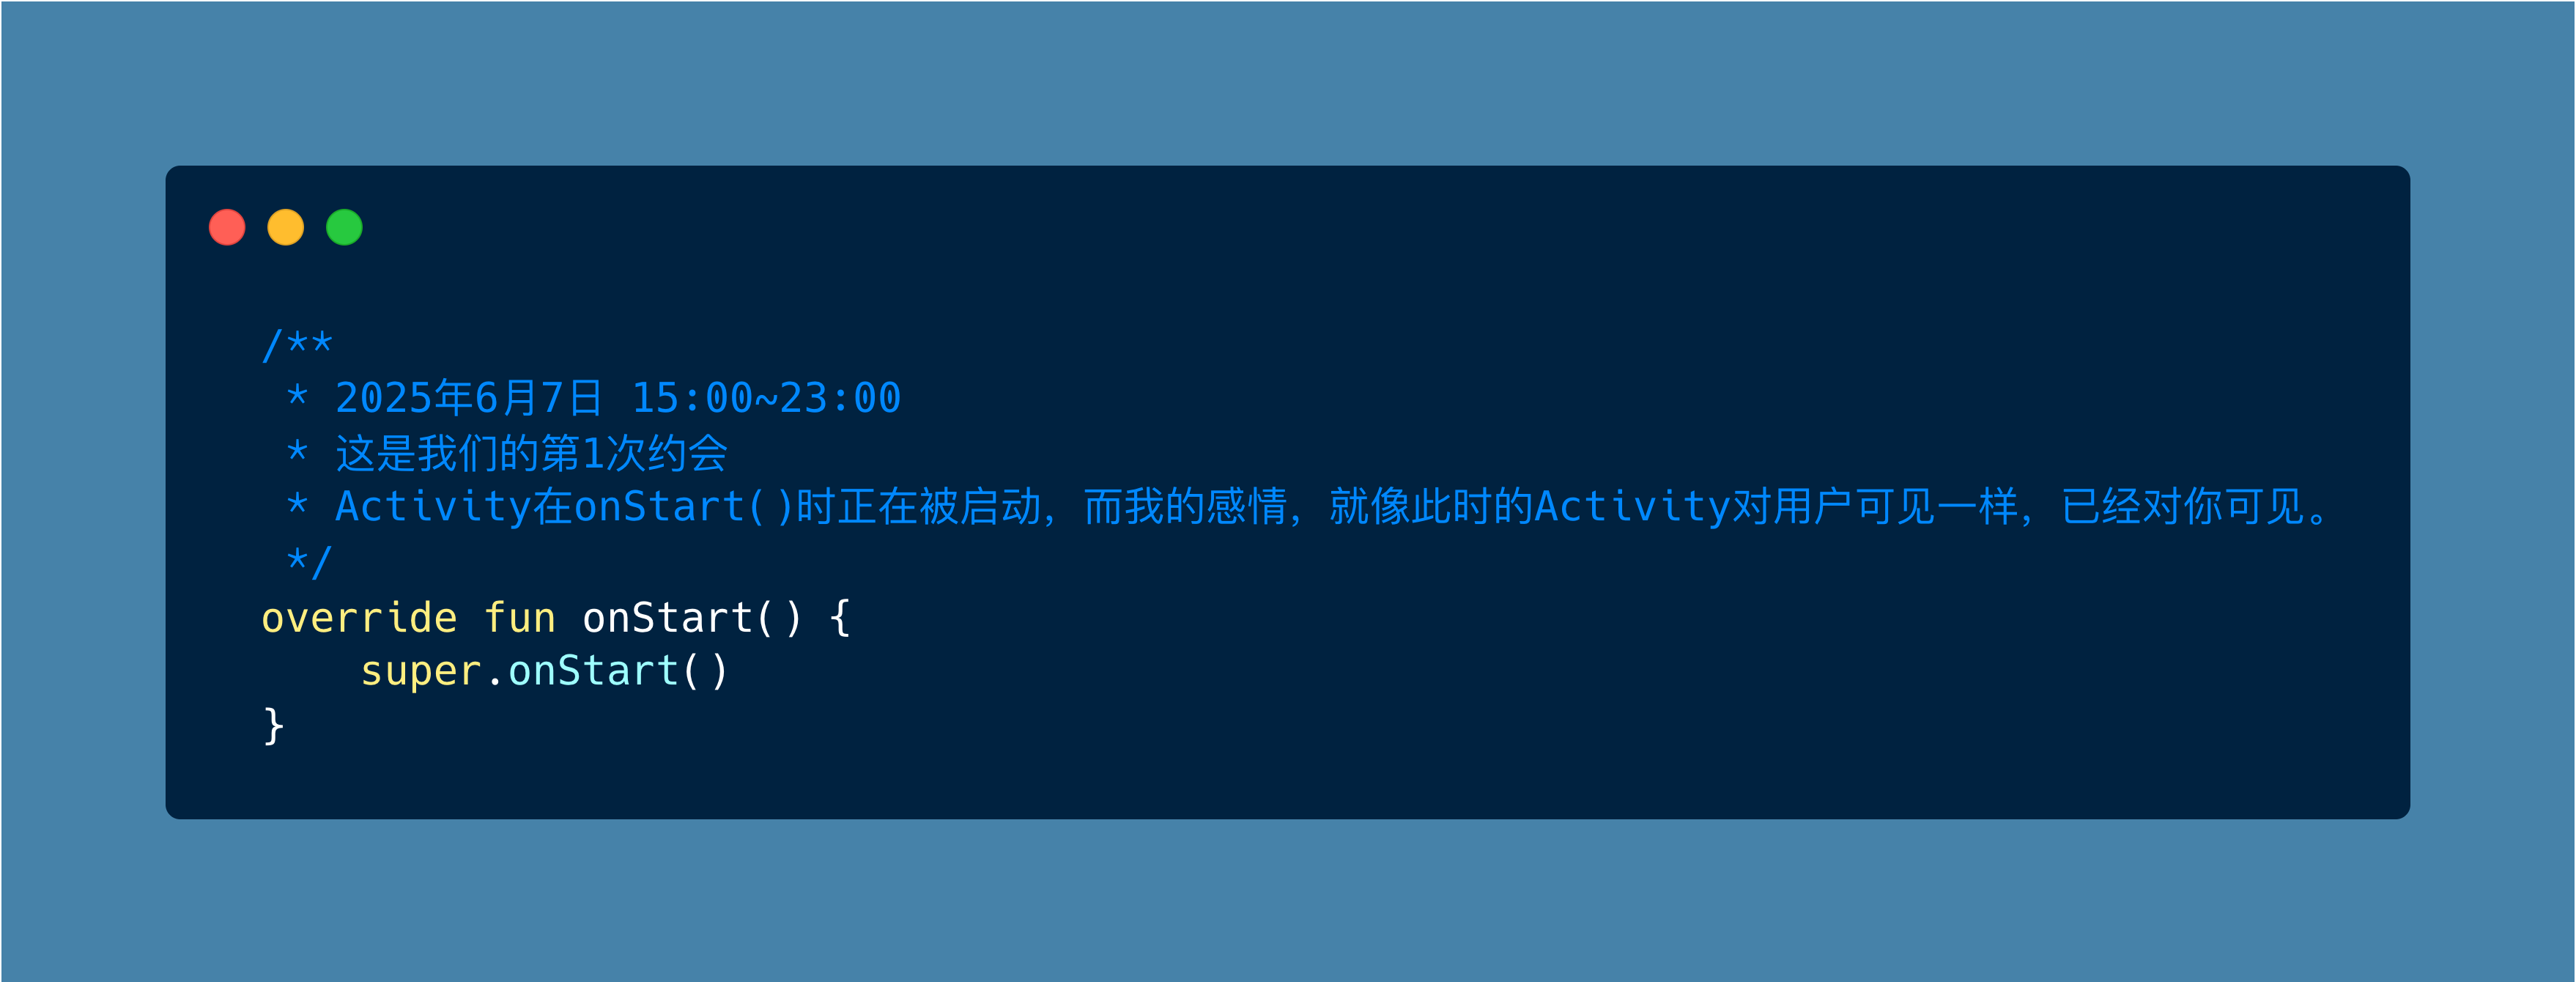 /**
 * 2025年6月7日 15:00~23:00
 * 这是我们的第1次约会
 * Activity在onStart()时正在被启动，而我的感情，就像此时的Activity对用户可见一样，已经对你可见。
 */
override fun onStart() {
    super.onStart()
}